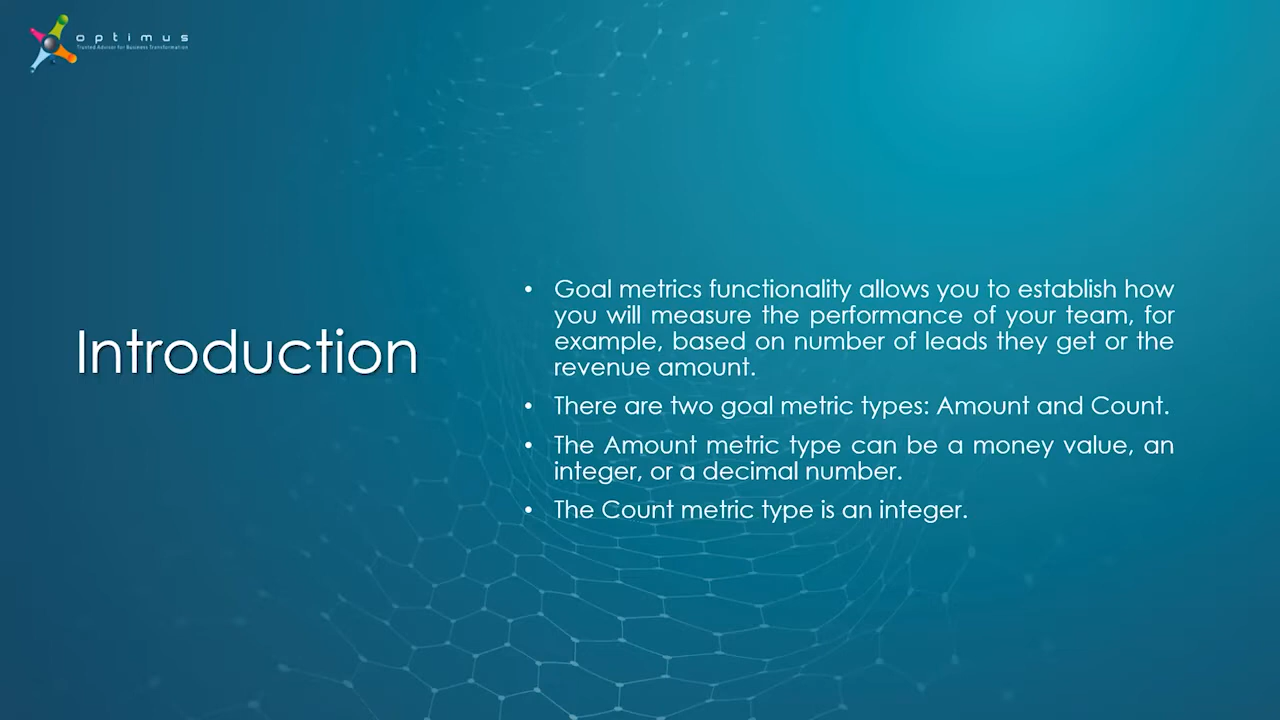 optimus
Trusted Advisor for Business Transformation
Introduction
• Goal metrics functionality allows you to establish how
you will measure the performance of your team, for
example, based on number of leads they get or the
revenue amount.
• There are two goal metric types: Amount and Count.
• The Amount metric type can be a money value, an
integer, or a decimal number.
• The Count metric type is an integer.